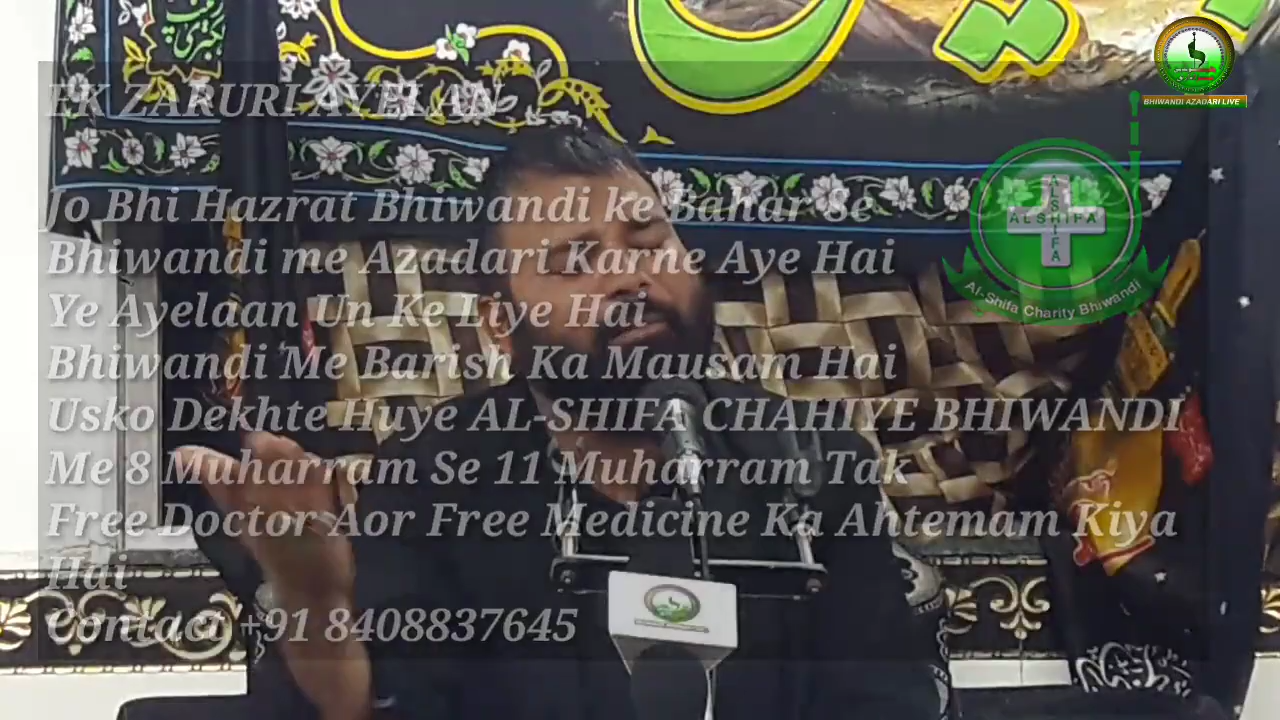 BHIWANDI AZADARI LIVE
EK ZARURI AYELAN
Jo Bhi Hazrat Bhiwandi ke Bahar Se
Bhiwandi me Azadari Karne Aye Hai
Ye Ayelaan Un Ke Liye Hai
Bhiwandi Me Barish Ka Mausam Hai
Usko Dekhte Huye AL-SHIFA CHAHIYE BHIWANDI
Me 8 Muharram Se 11 Muharram Tak
Free Doctor Aor Free Medicine Ka Ahtemam Kiya
Hai
Contact +91 8408837645
ALSHIFA
ALSHIFA
Al-Shifa Charity Bhiwandi